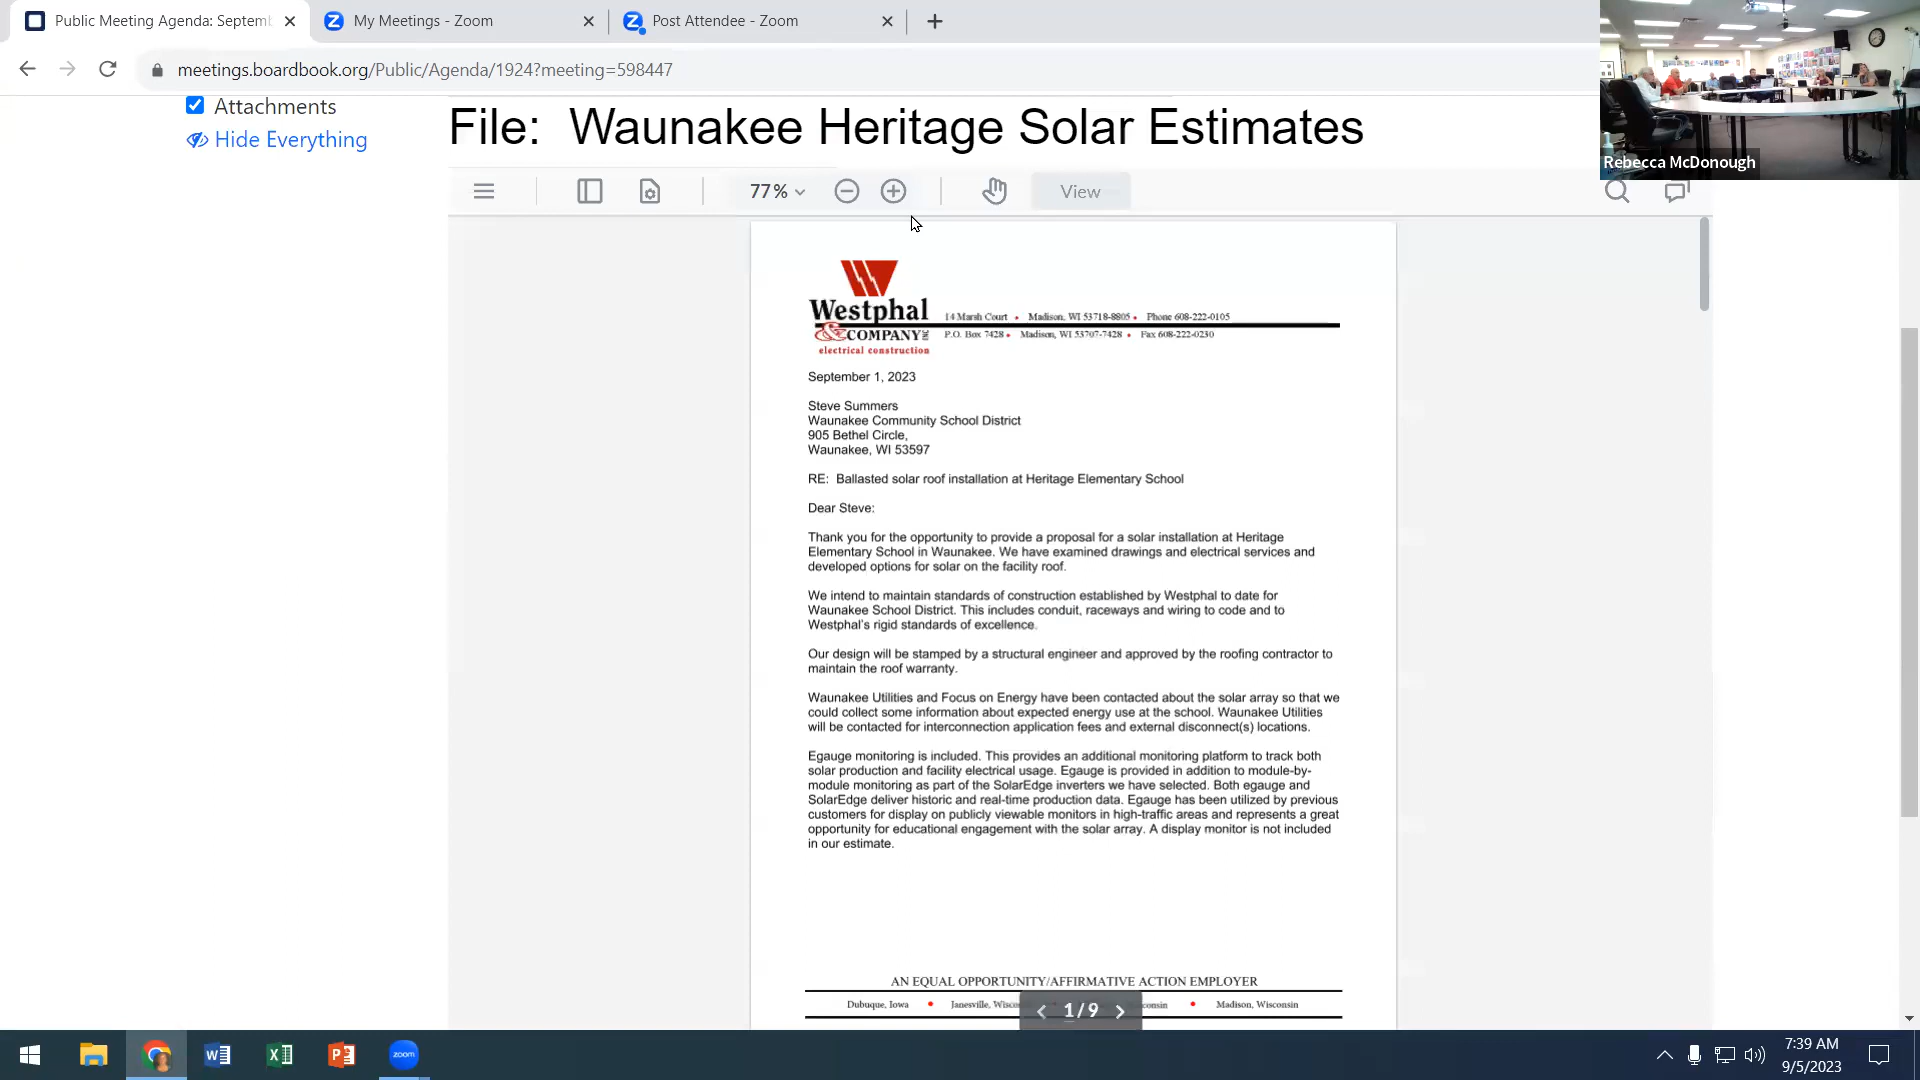 Public Meeting Agenda: Septemb
My Meetings - Zoom
Post Attendee - Zoom
meetings.boardbook.org/Public/Agenda/1924?meeting=598447
Rebecca McDonough
Attachments
Hide Everything
File: Waunakee Heritage Solar Estimates
77%
View
Westphal
& COMPANY INC
electrical construction
14 Marsh Court • Madison, WI 53718-8805 • Phone 608-222-0105
P.O. Box 7428 • Madison, WI 53707-7428 • Fax 608-222-0230
September 1, 2023
Steve Summers
Waunakee Community School District
905 Bethel Circle,
Waunakee, WI 53597
RE: Ballasted solar roof installation at Heritage Elementary School
Dear Steve:
Thank you for the opportunity to provide a proposal for a solar installation at Heritage
Elementary School in Waunakee. We have examined drawings and electrical services and
developed options for solar on the facility roof.
We intend to maintain standards of construction established by Westphal to date for
Waunakee School District. This includes conduit, raceways and wiring to code and to
Westphal's rigid standards of excellence.
Our design will be stamped by a structural engineer and approved by the roofing contractor to
maintain the roof warranty.
Waunakee Utilities and Focus on Energy have been contacted about the solar array so that we
could collect some information about expected energy use at the school. Waunakee Utilities
will be contacted for interconnection application fees and external disconnect(s) locations.
Egauge monitoring is included. This provides an additional monitoring platform to track both
solar production and facility electrical usage. Egauge is provided in addition to module-by-
module monitoring as part of the SolarEdge inverters we have selected. Both egauge and
SolarEdge deliver historic and real-time production data. Egauge has been utilized by previous
customers for display on publicly viewable monitors in high-traffic areas and represents a great
opportunity for educational engagement with the solar array. A display monitor is not included
in our estimate.
AN EQUAL OPPORTUNITY/AFFIRMATIVE ACTION EMPLOYER
Dubuque, Iowa • Janesville, Wisco consin • Madison, Wisconsin
1/9
zoom
7:39 AM
9/5/2023